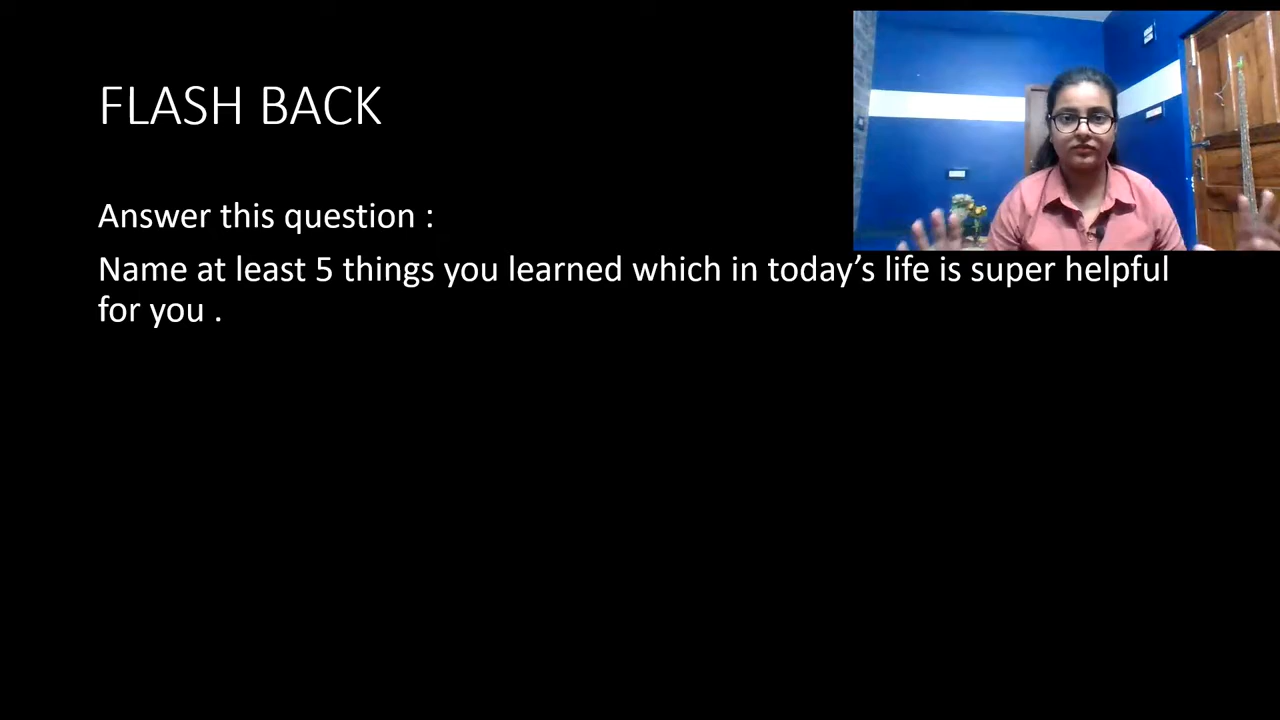 FLASH BACK
Answer this question :
Name at least 5 things you learned which in today’s life is super helpful
for you .